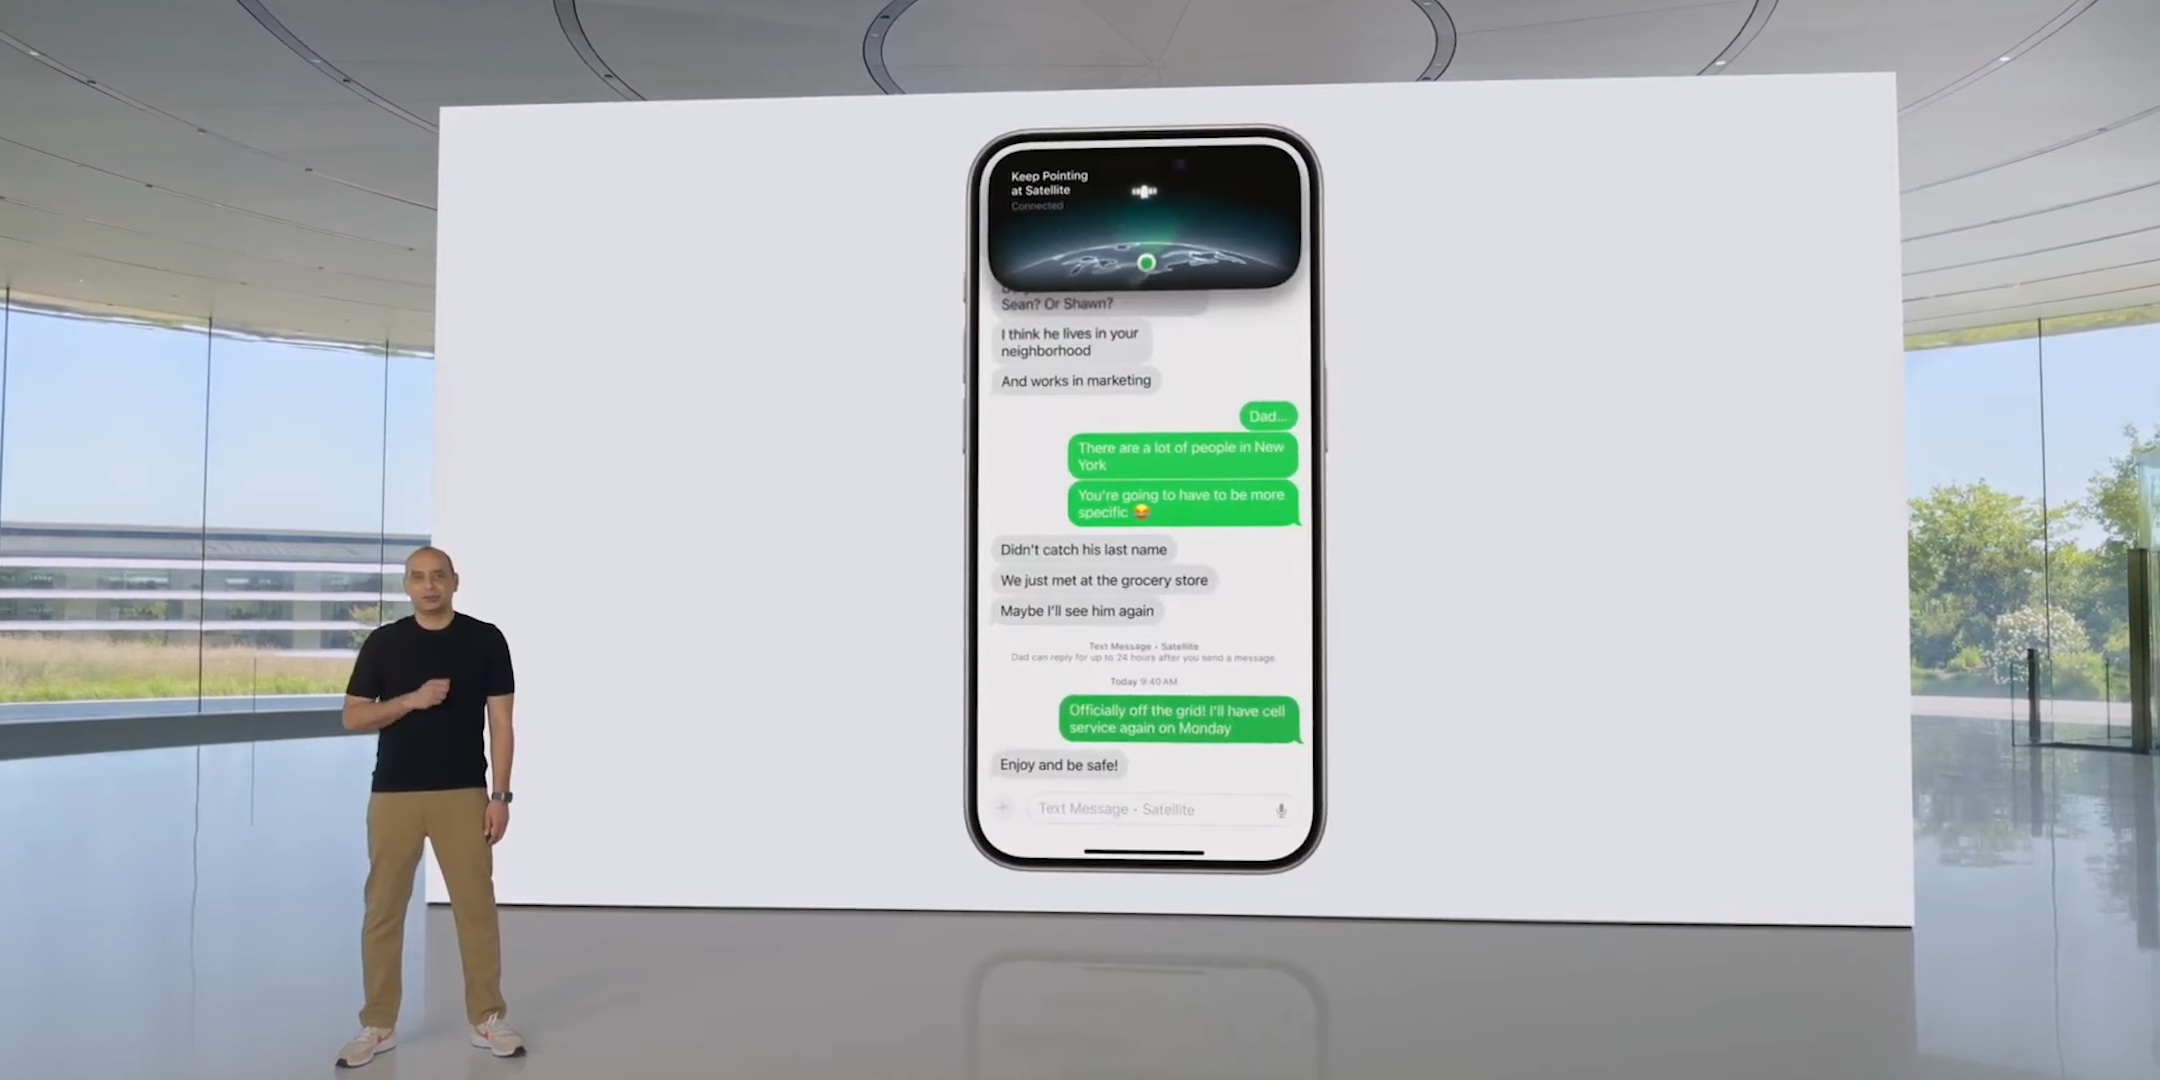 Keep Pointing
at Satellite
Connected
Sean? Or Shawn?
I think he lives in your
neighborhood
And works in marketing
Dad...
There are a lot of people in New
York
You're going to have to be more
specific 😂
Didn't catch his last name
We just met at the grocery store
Maybe I'll see him again
Text Message • Satellite
Dad can reply for up to 24 hours after you send a message.
Today 9:40 AM
Officially off the grid! I'll have cell
service again on Monday
Enjoy and be safe!
Text Message • Satellite